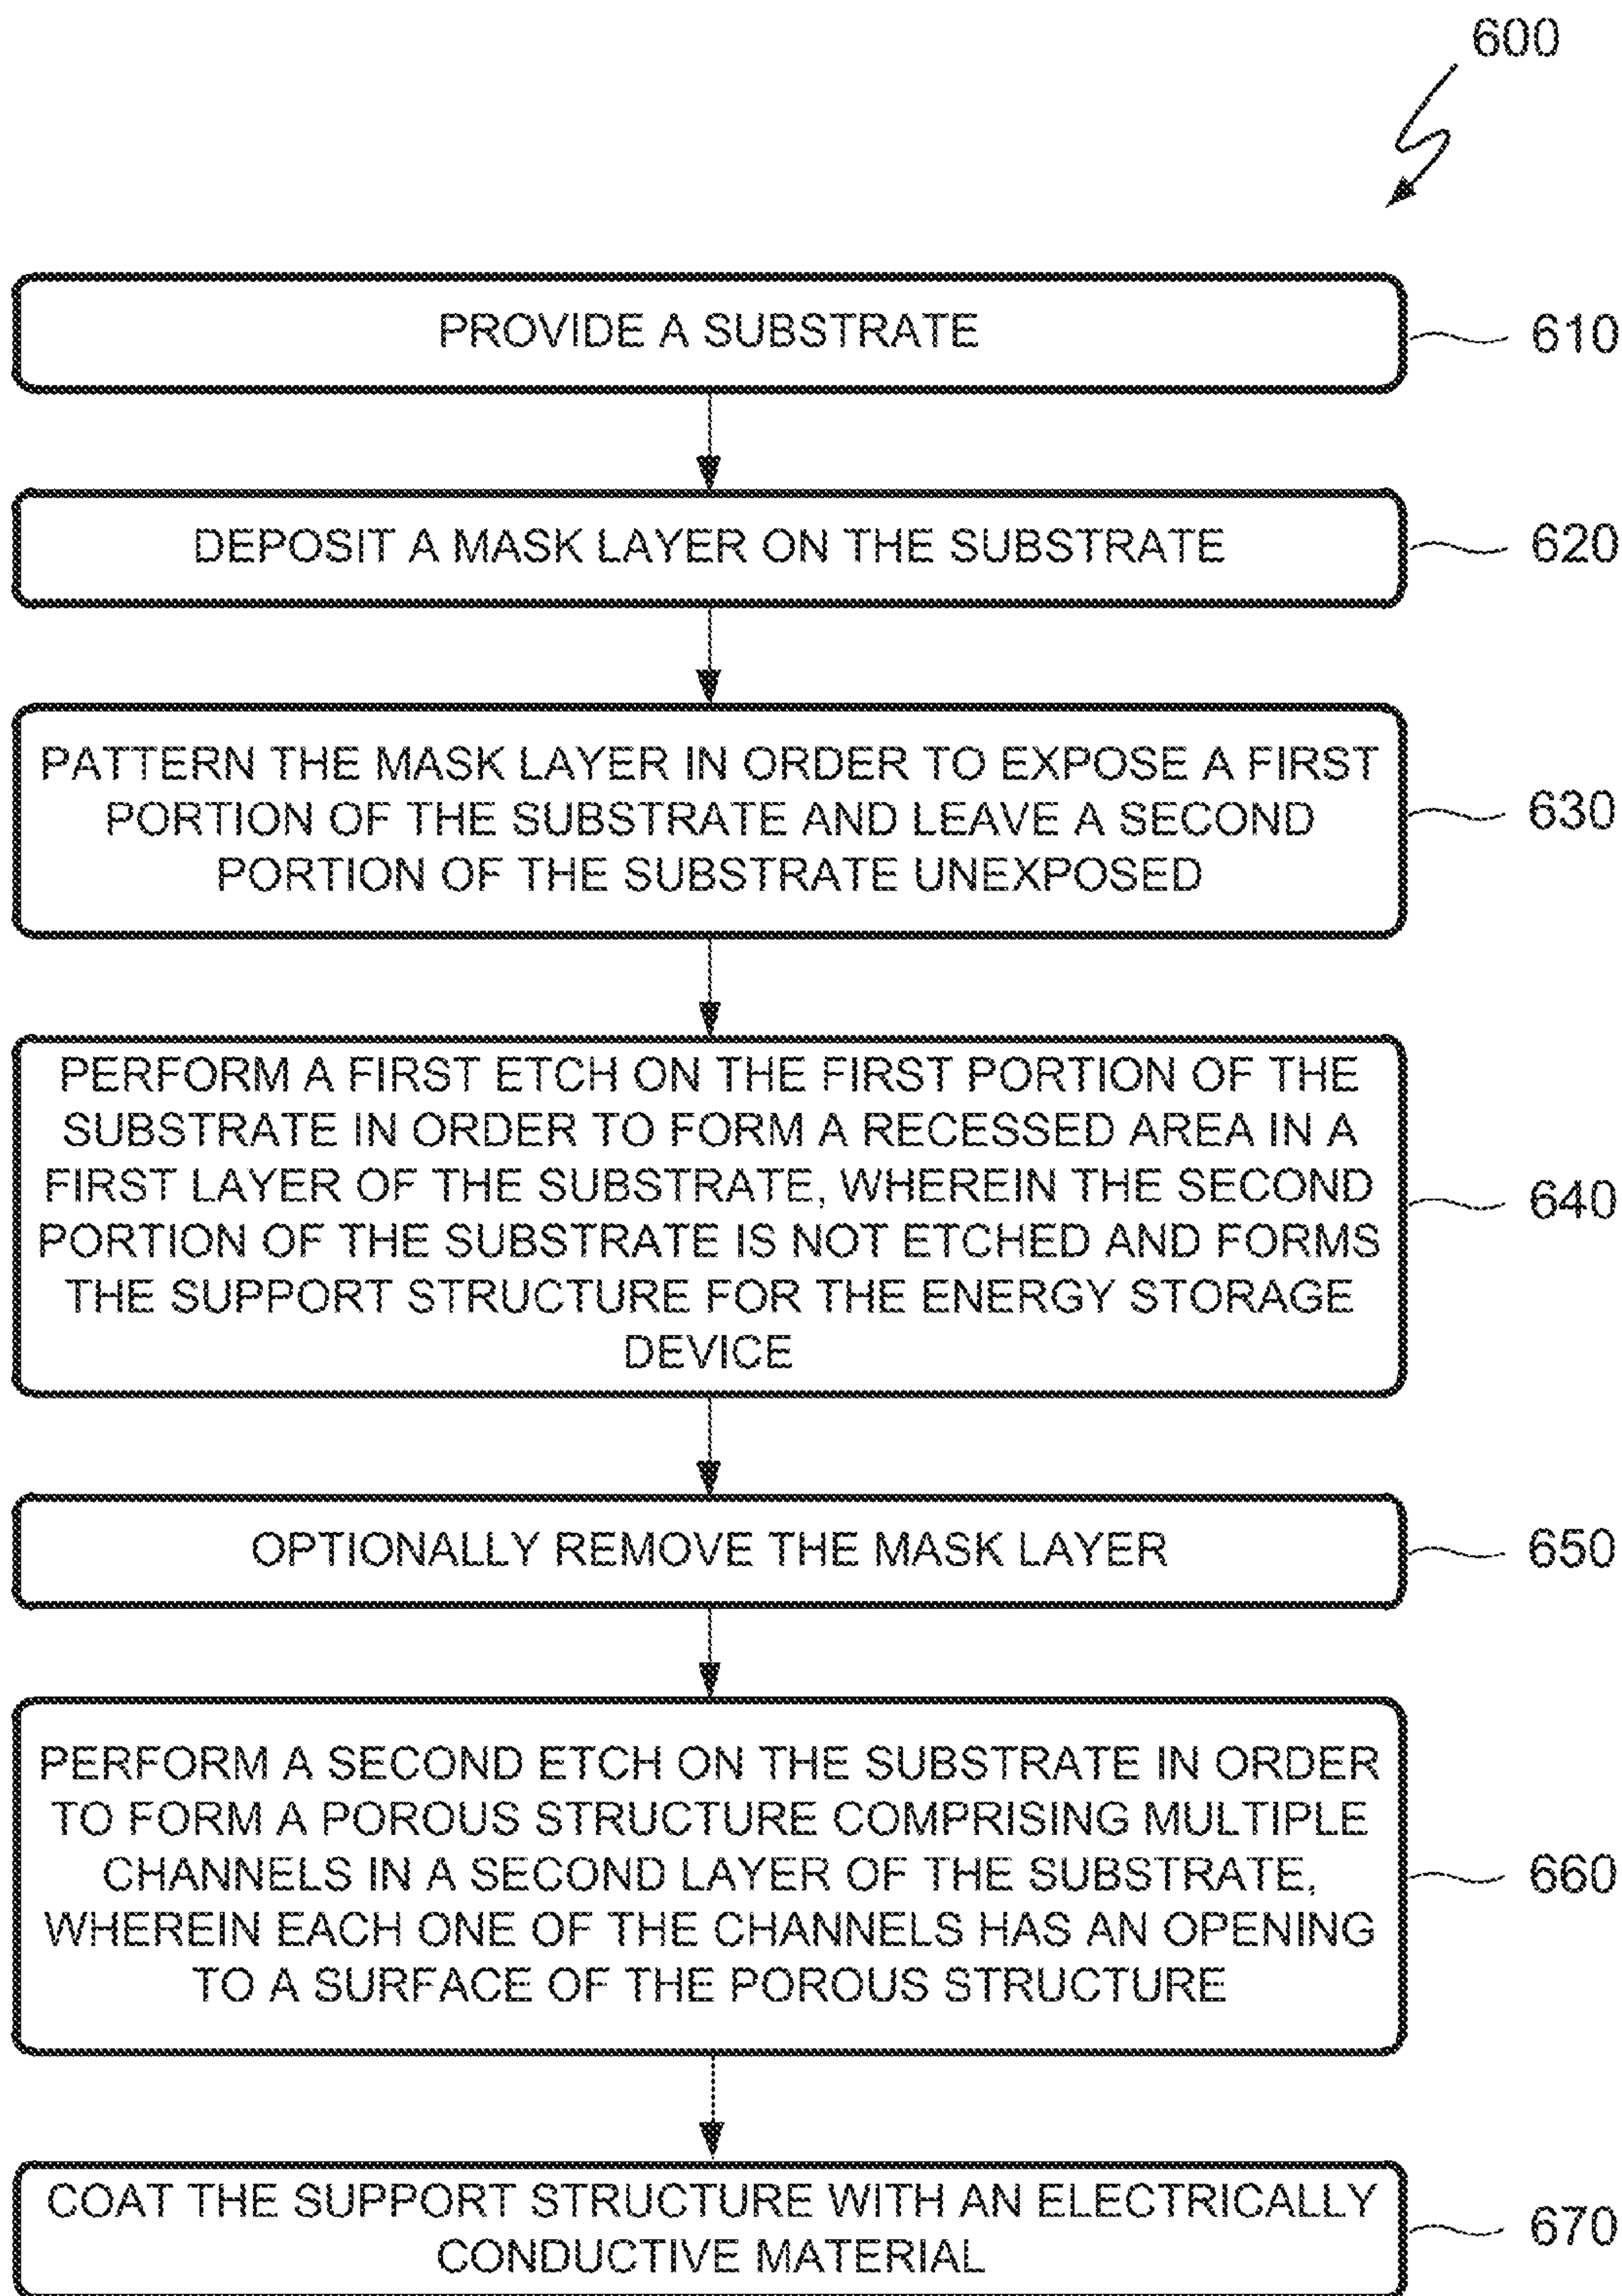 600
PROVIDE A SUBSTRATE
610
DEPOSIT A MASK LAYER ON THE SUBSTRATE
620
PATTERN THE MASK LAYER IN ORDER TO EXPOSE A FIRST
PORTION OF THE SUBSTRATE AND LEAVE A SECOND
PORTION OF THE SUBSTRATE UNEXPOSED
630
PERFORM A FIRST ETCH ON THE FIRST PORTION OF THE
SUBSTRATE IN ORDER TO FORM A RECESSED AREA IN A
FIRST LAYER OF THE SUBSTRATE, WHEREIN THE SECOND
PORTION OF THE SUBSTRATE IS NOT ETCHED AND FORMS
THE SUPPORT STRUCTURE FOR THE ENERGY STORAGE
DEVICE
640
OPTIONALLY REMOVE THE MASK LAYER
650
PERFORM A SECOND ETCH ON THE SUBSTRATE IN ORDER
TO FORM A POROUS STRUCTURE COMPRISING MULTIPLE
CHANNELS IN A SECOND LAYER OF THE SUBSTRATE,
WHEREIN EACH ONE OF THE CHANNELS HAS AN OPENING
TO A SURFACE OF THE POROUS STRUCTURE
660
COAT THE SUPPORT STRUCTURE WITH AN ELECTRICALLY
CONDUCTIVE MATERIAL
670